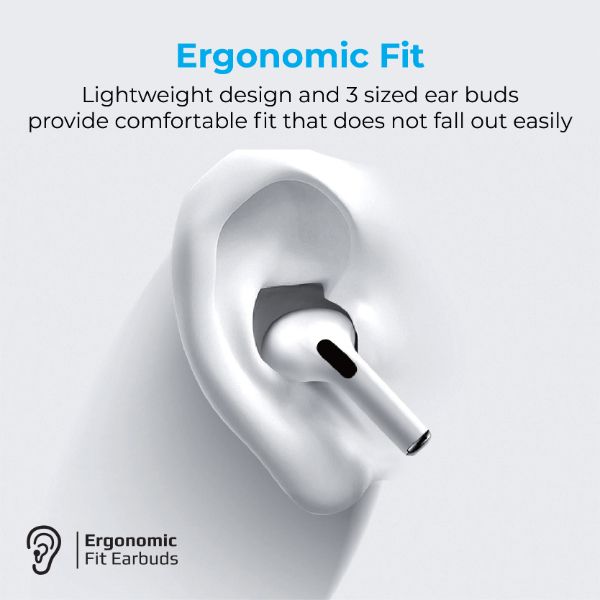 Ergonomic Fit
Lightweight design and 3 sized ear buds
provide comfortable fit that does not fall out easily
Ergonomic
Fit Earbuds